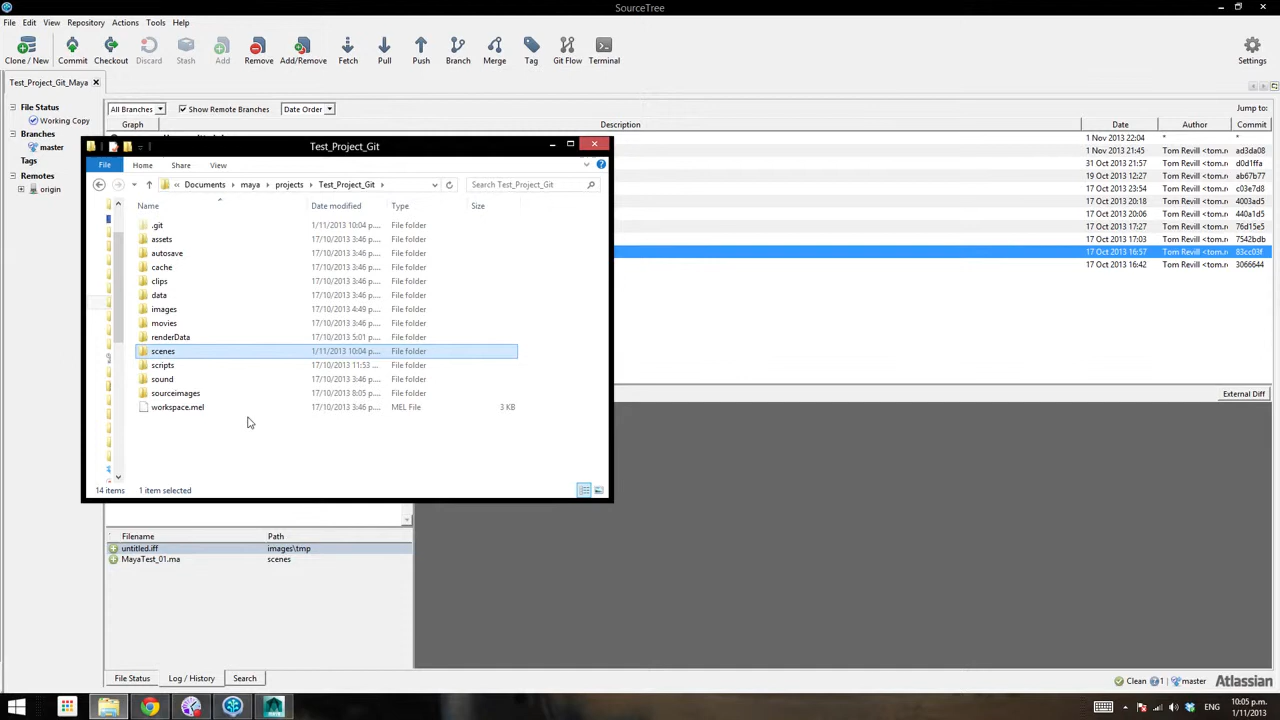 SourceTree
File Edit View Repository Actions Tools Help
Clone / New Commit Checkout Discard Stash Add Remove Add/Remove Fetch Pull Push Branch Merge Tag Git Flow Terminal Settings
Test_Project_Git_Maya
File Status
Working Copy
Branches
master
Tags
Remotes
origin
All Branches Show Remote Branches Date Order Jump to:
Graph Description Date Author Commit
1 Nov 2013 22:04 * *
1 Nov 2013 21:45 Tom Revill <tom.r ad3da08
31 Oct 2013 21:57 Tom Revill <tom.r d0d1ffa
19 Oct 2013 12:27 Tom Revill <tom.r ab67b77
17 Oct 2013 23:54 Tom Revill <tom.r c03e7d8
17 Oct 2013 20:18 Tom Revill <tom.r 4003ad5
17 Oct 2013 20:06 Tom Revill <tom.r 440a1d5
17 Oct 2013 17:27 Tom Revill <tom.r 76d15e5
17 Oct 2013 17:03 Tom Revill <tom.r 7542bdb
17 Oct 2013 16:57 Tom Revill <tom.r 83cc03f
17 Oct 2013 16:42 Tom Revill <tom.r 3066644
Test_Project_Git
File Home Share View
« Documents maya projects Test_Project_Git Search Test_Project_Git
Name Date modified Type Size
.git 1/11/2013 10:04 p.... File folder
assets 17/10/2013 3:46 p.... File folder
autosave 17/10/2013 3:46 p.... File folder
cache 17/10/2013 3:46 p.... File folder
clips 17/10/2013 3:46 p.... File folder
data 17/10/2013 3:46 p.... File folder
images 17/10/2013 4:49 p.... File folder
movies 17/10/2013 3:46 p.... File folder
renderData 17/10/2013 5:01 p.... File folder
scenes 1/11/2013 10:04 p.... File folder
scripts 17/10/2013 11:53 ... File folder
sound 17/10/2013 3:46 p.... File folder
sourceimages 17/10/2013 8:05 p.... File folder
workspace.mel 17/10/2013 3:46 p.... MEL File 3 KB
14 items 1 item selected
External Diff
Filename Path
untitled.iff images\tmp
MayaTest_01.ma scenes
File Status Log / History Search
Clean 1 master Atlassian
ENG 10:05 p.m.
1/11/2013